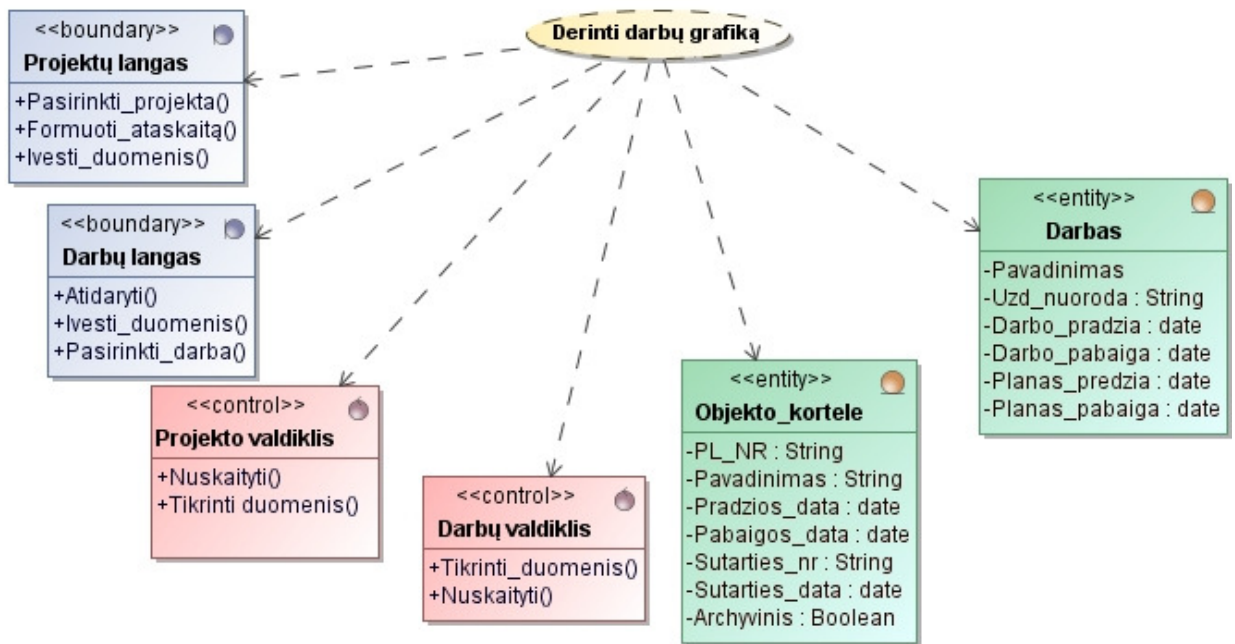 Derinti darbų grafiką
<<boundary>>
Projektų langas
+Pasirinkti_projekta()
+Formuoti_ataskaitą()
+Ivesti_duomenis()
<<boundary>>
Darbų langas
+Atidaryti()
+Ivesti_duomenis()
+Pasirinkti_darba()
<<control>>
Projekto valdiklis
+Nuskaityti()
+Tikrinti duomenis()
<<control>>
Darbų valdiklis
+Tikrinti_duomenis()
+Nuskaityti()
<<entity>>
Objekto_kortele
-PL_NR : String
-Pavadinimas : String
-Pradzios_data : date
-Pabaigos_data : date
-Sutarties_nr : String
-Sutarties_data : date
-Archyvinis : Boolean
<<entity>>
Darbas
-Pavadinimas
-Uzd_nuoroda : String
-Darbo_pradzia : date
-Darbo_pabaiga : date
-Planas_predzia : date
-Planas_pabaiga : date